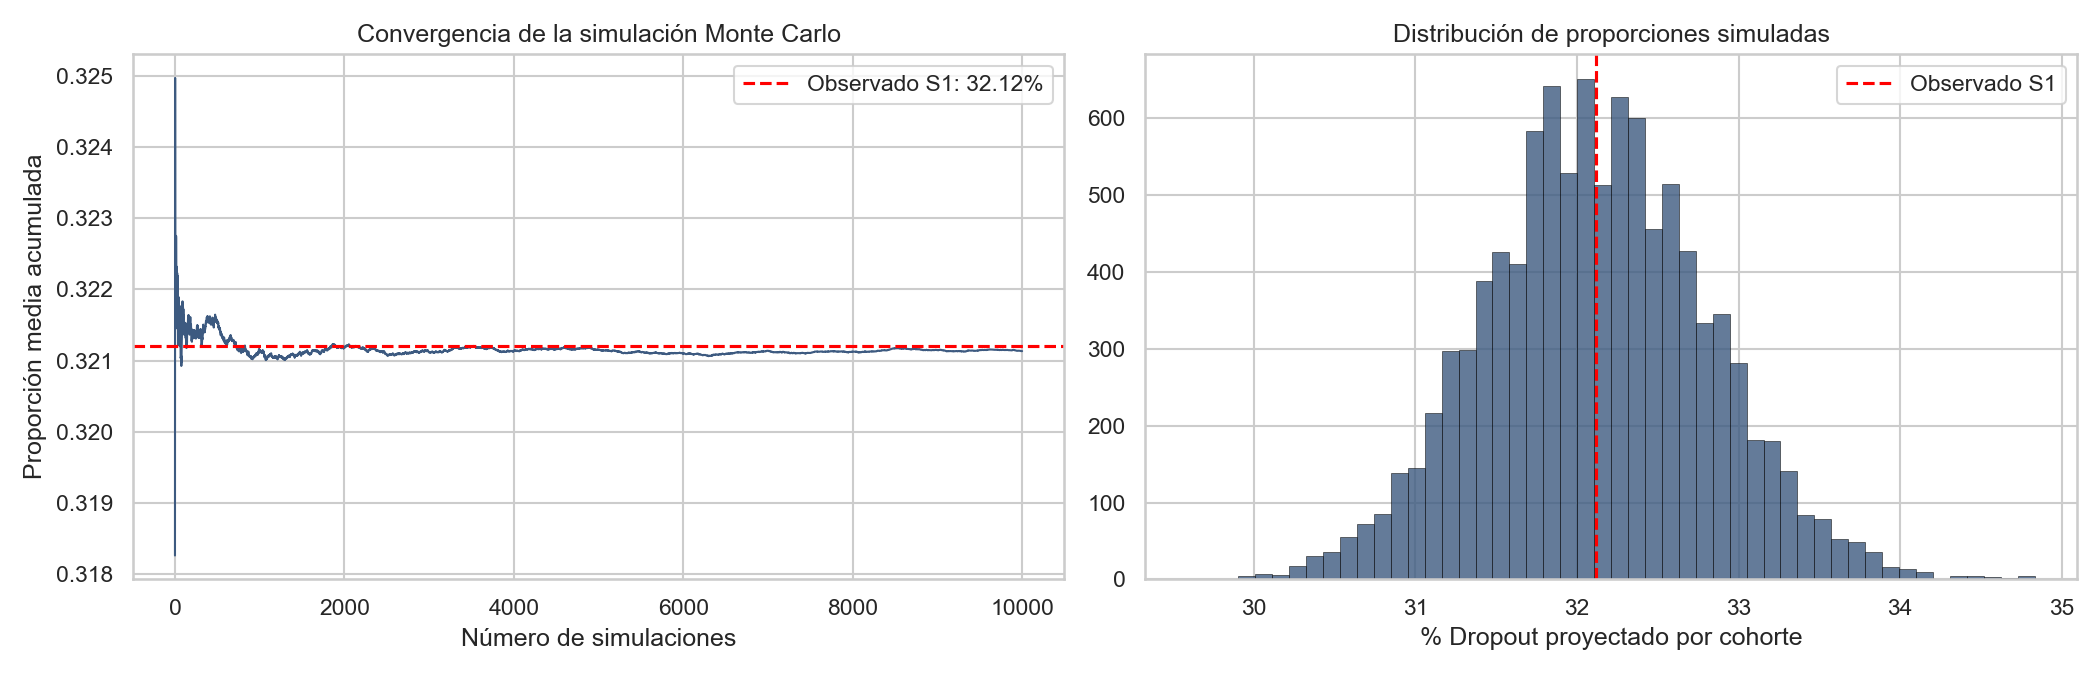 Convergencia de la simulación Monte Carlo
Observado S1: 32.12%
Proporción media acumulada
0.325
0.324
0.323
0.322
0.321
0.320
0.319
0.318
0 2000 4000 6000 8000 10000
Número de simulaciones
Distribución de proporciones simuladas
Observado S1
600
500
400
300
200
100
0
30 31 32 33 34 35
% Dropout proyectado por cohorte